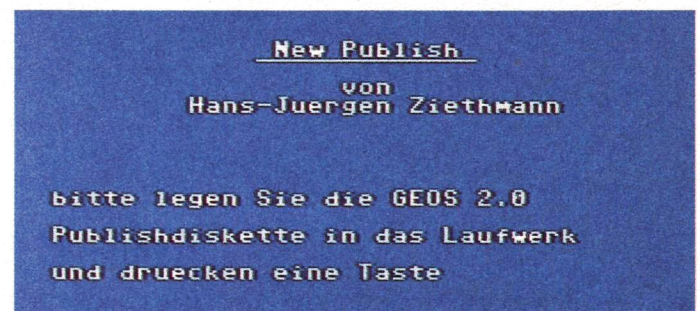 New Publish
von
Hans-Juergen Ziethmann
bitte legen Sie die GEOS 2.0
Publishdiskette in das Laufwerk
und druecken eine Taste